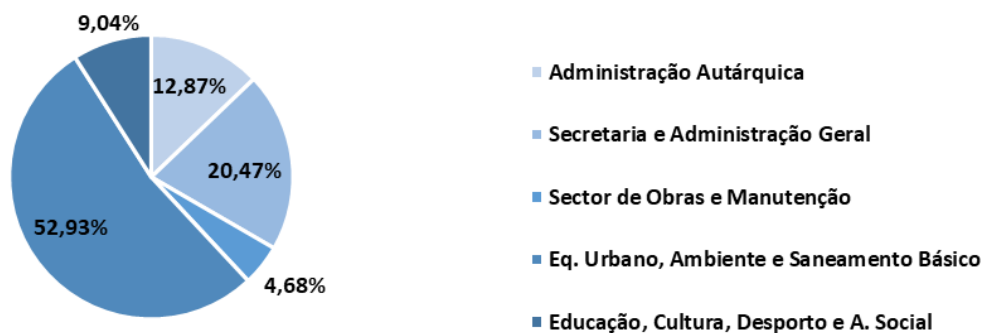 9,04%
12,87%
20,47%
52,93%
4,68%
Administração Autárquica
Secretaria e Administração Geral
Sector de Obras e Manutenção
Eq. Urbano, Ambiente e Saneamento Básico
Educação, Cultura, Desporto e A. Social